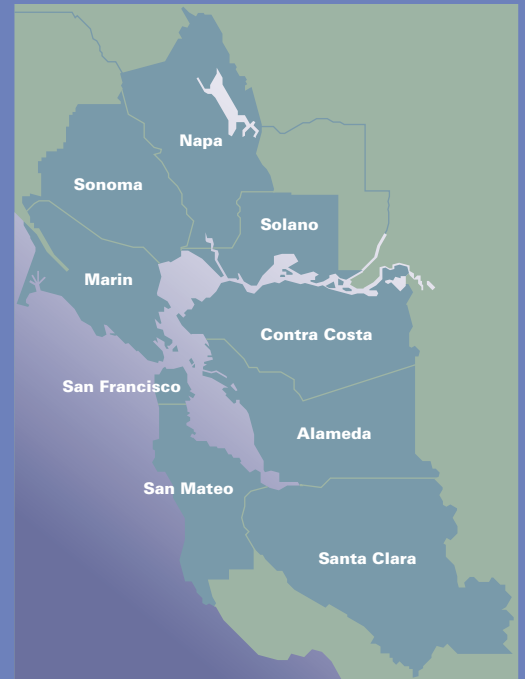 Napa
Sonoma
Solano
Marin
Contra Costa
San Francisco
Alameda
San Mateo
Santa Clara